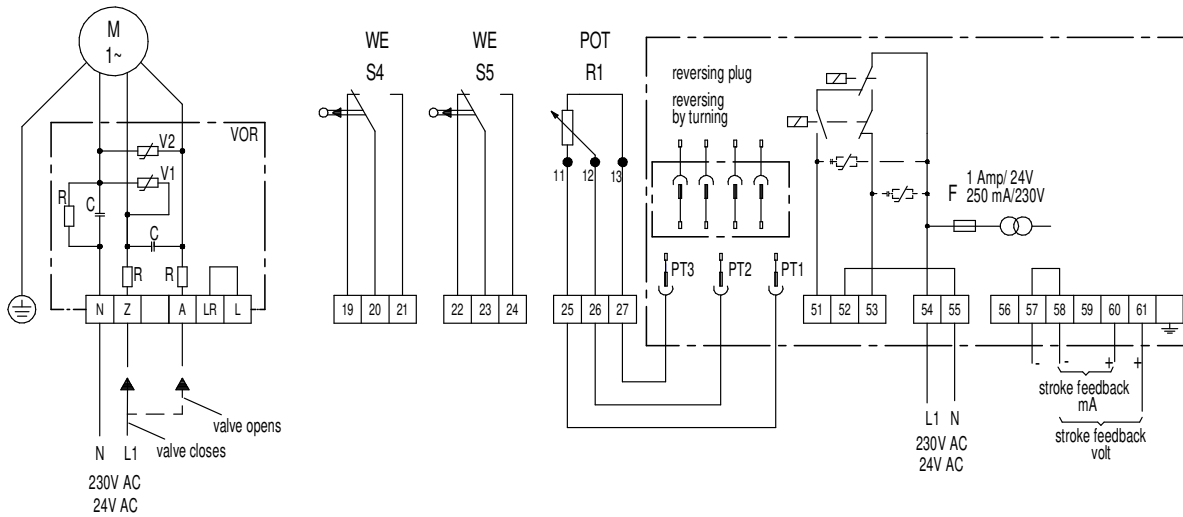 M
1~
VOR
V2
V1
R
C
C
R
R
N Z A LR L
N L1
230V AC
24V AC
valve closes
valve opens
WE
S4
19 20 21
WE
S5
22 23 24
POT
R1
11 12 13
25 26 27
reversing plug
reversing
by turning
PT3 PT2 PT1
F
1 Amp/ 24V
250 mA/230V
51 52 53
54 55
56 57 58 59 60 61
L1 N
230V AC
24V AC
- - + +
stroke feedback
mA
stroke feedback
volt